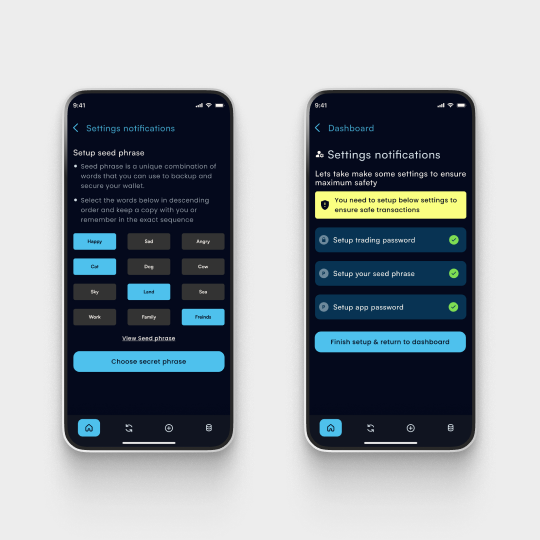 9:41
Settings notifications
Setup seed phrase
Seed phrase is a unique combination of
words that you can use to backup and
secure your wallet.
Select the words below in descending
order and keep a copy with you or
remember in the exact sequence
Happy
Sad
Angry
Cat
Dog
Cow
Sky
Land
Sea
Work
Family
Freinds
View Seed phrase
Choose secret phrase
9:41
Dashboard
Settings notifications
Lets take make some settings to ensure
maximum safety
You need to setup below settings to
ensure safe transactions
Setup trading password
Setup your seed phrase
Setup app password
Finish setup & return to dashboard